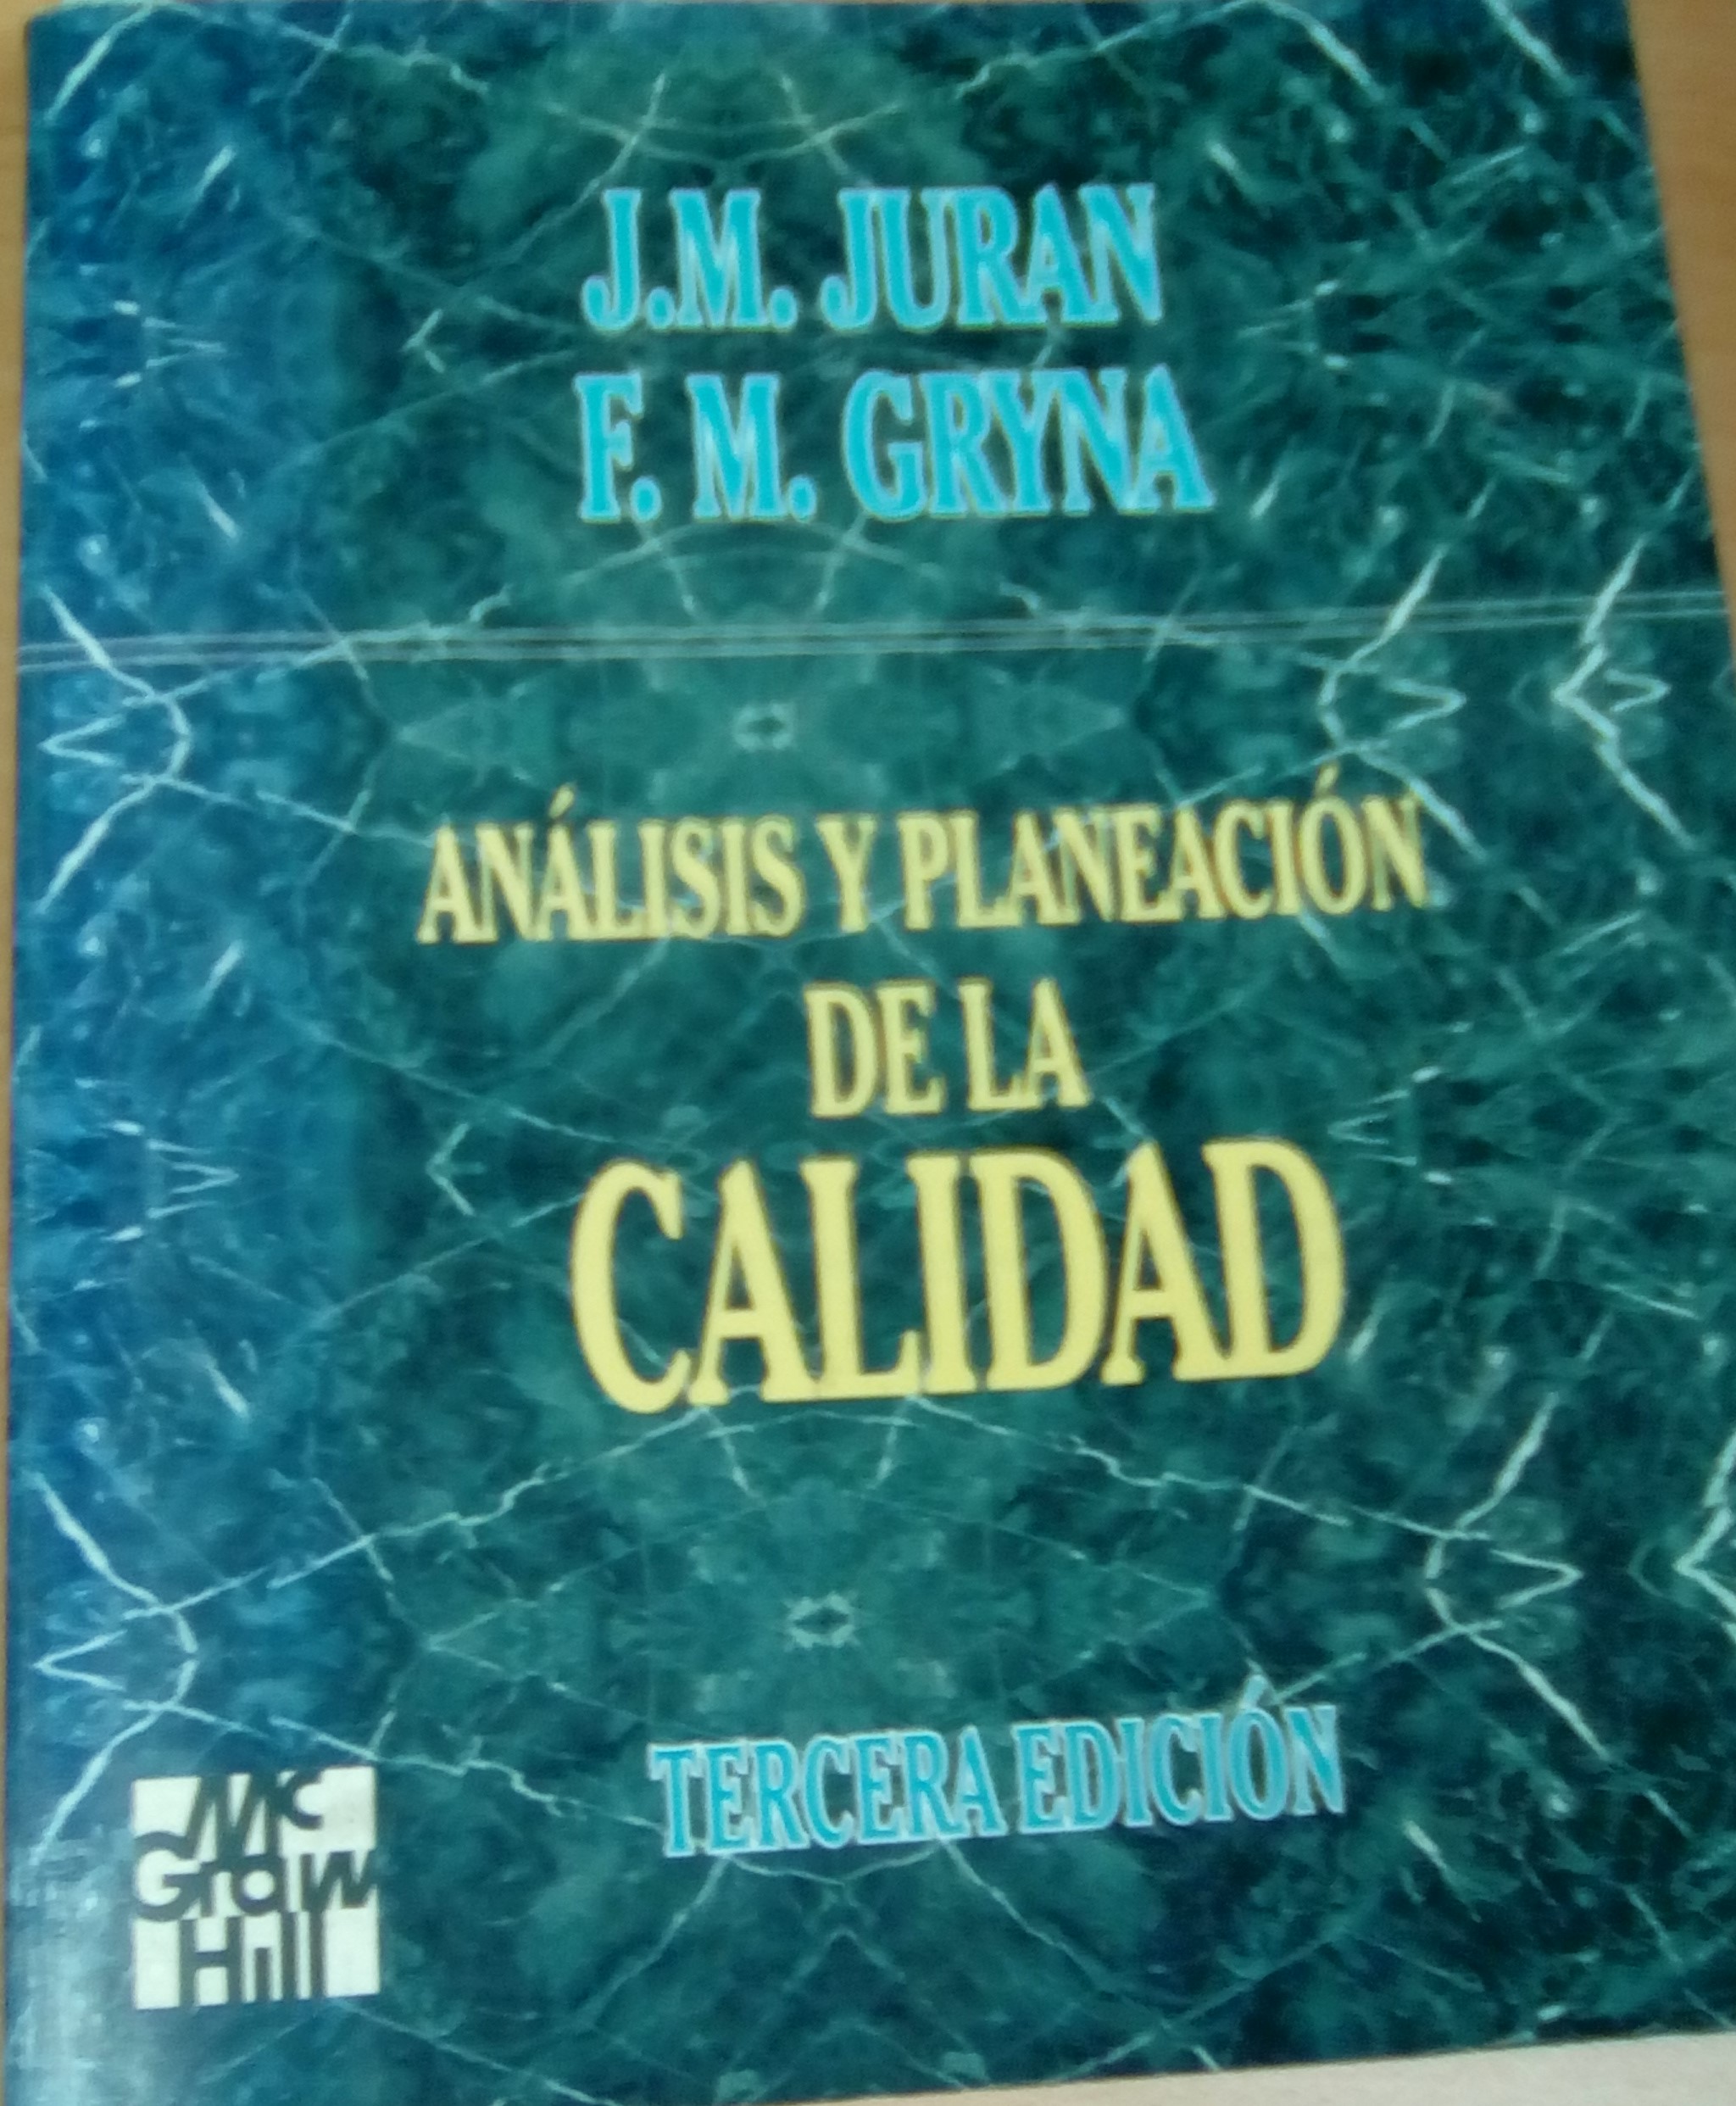 J.M. JURAN
F. M. GRYNA
ANÁLISIS Y PLANEACIÓN
DE LA
CALIDAD
TERCERA EDICIÓN
Mc
Graw
Hill